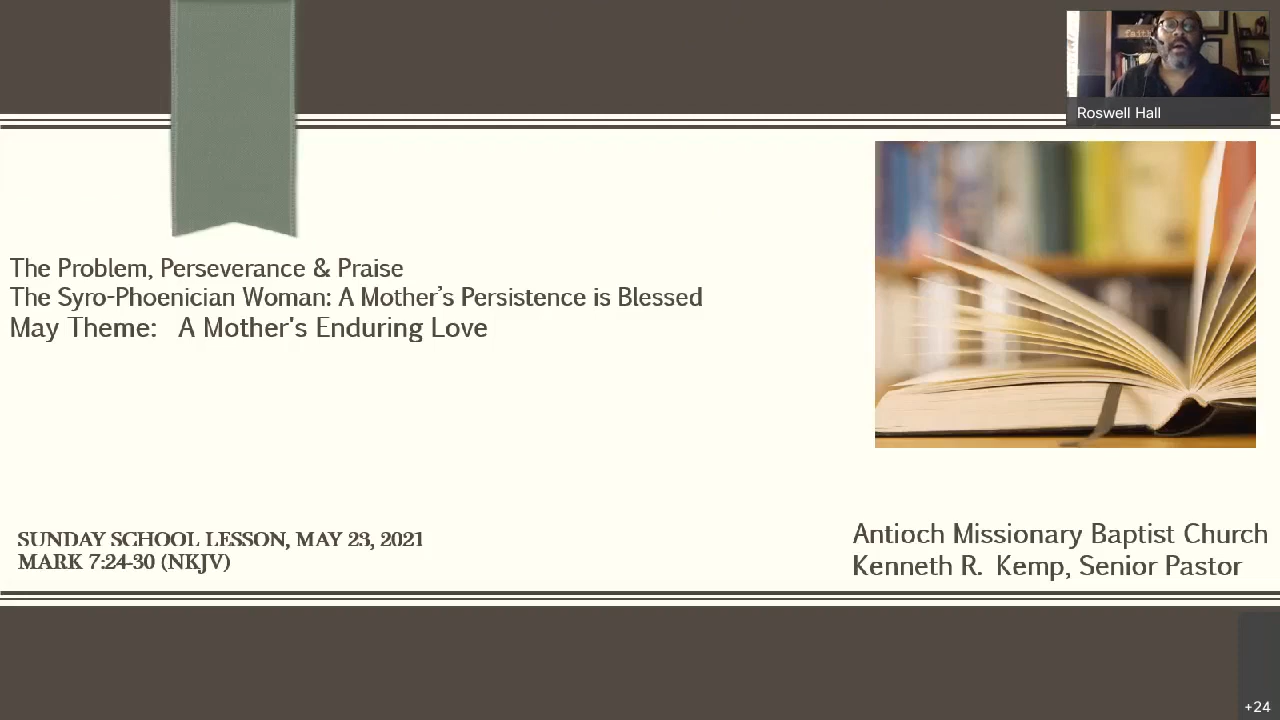 faith
Roswell Hall
The Problem, Perseverance & Praise
The Syro-Phoenician Woman: A Mother’s Persistence is Blessed
May Theme: A Mother's Enduring Love
SUNDAY SCHOOL LESSON, MAY 23, 2021
MARK 7:24-30 (NKJV)
Antioch Missionary Baptist Church
Kenneth R. Kemp, Senior Pastor
+24